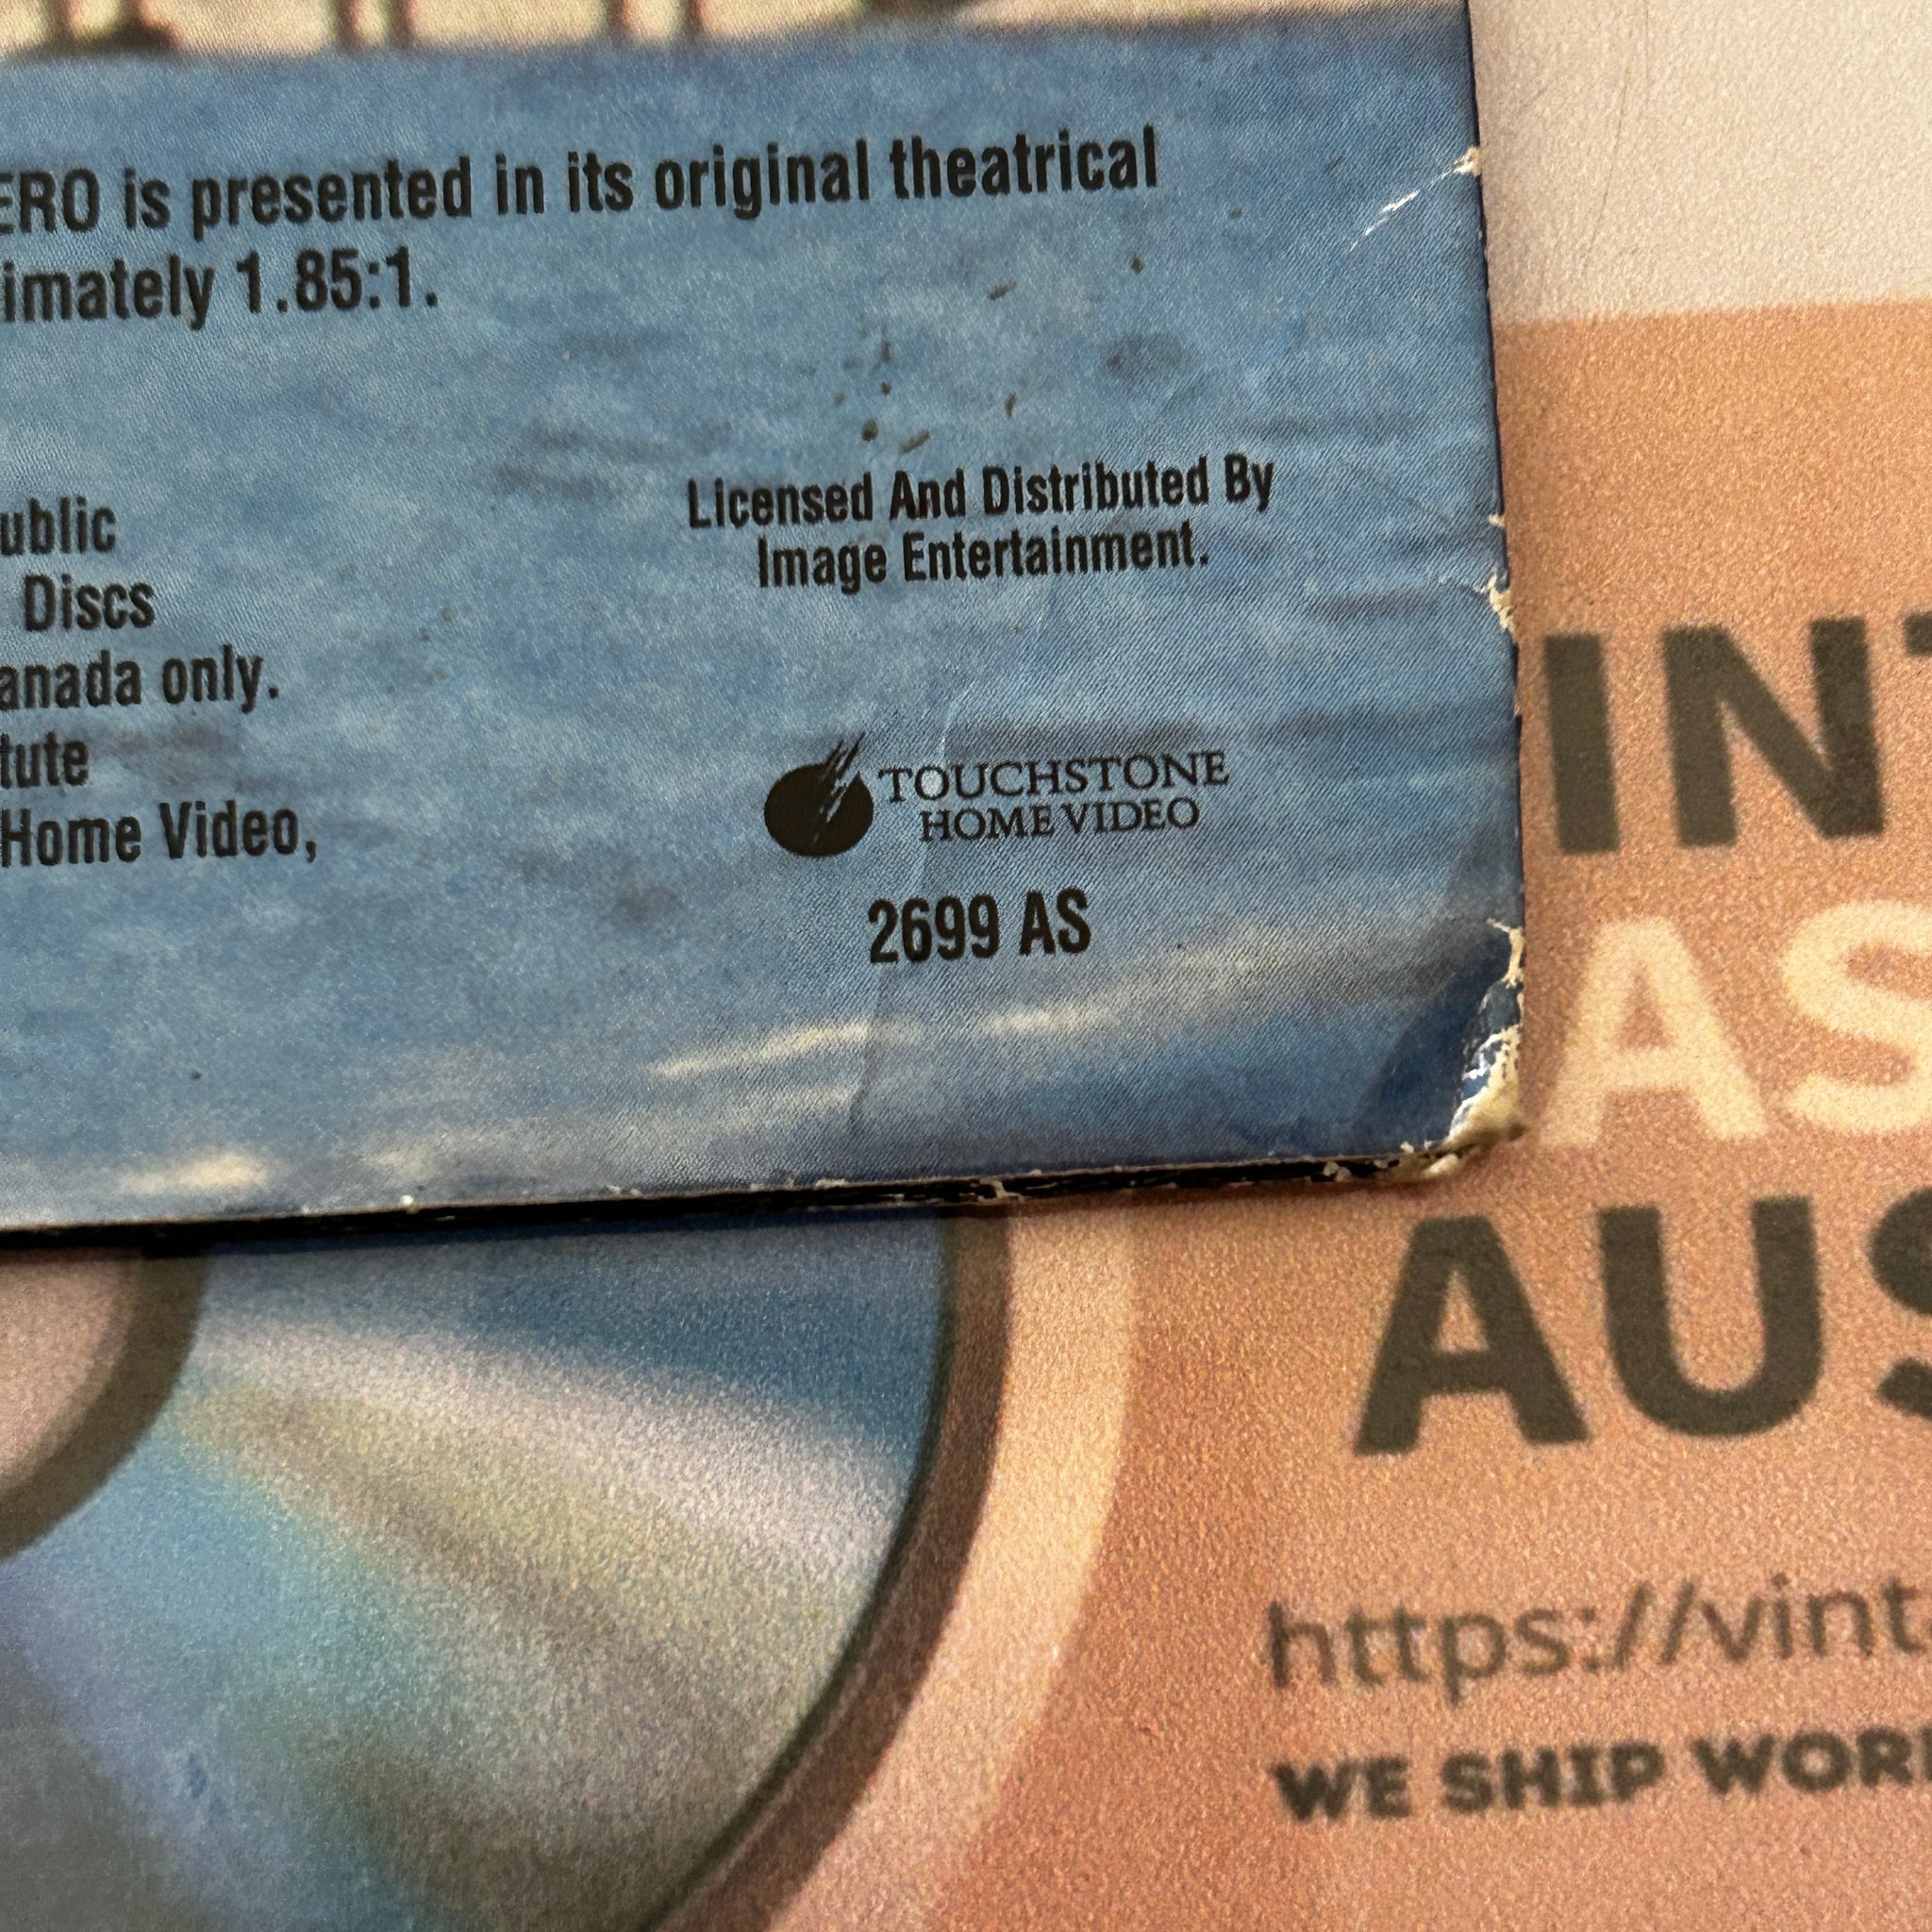 ERO is presented in its original theatrical
imately 1.85:1.
ublic
Discs
anada only.
tute
Home Video,
Licensed And Distributed By
Image Entertainment.
TOUCHSTONE
HOME VIDEO
2699 AS
INT
AS
AUS
https://vint
WE SHIP WOR